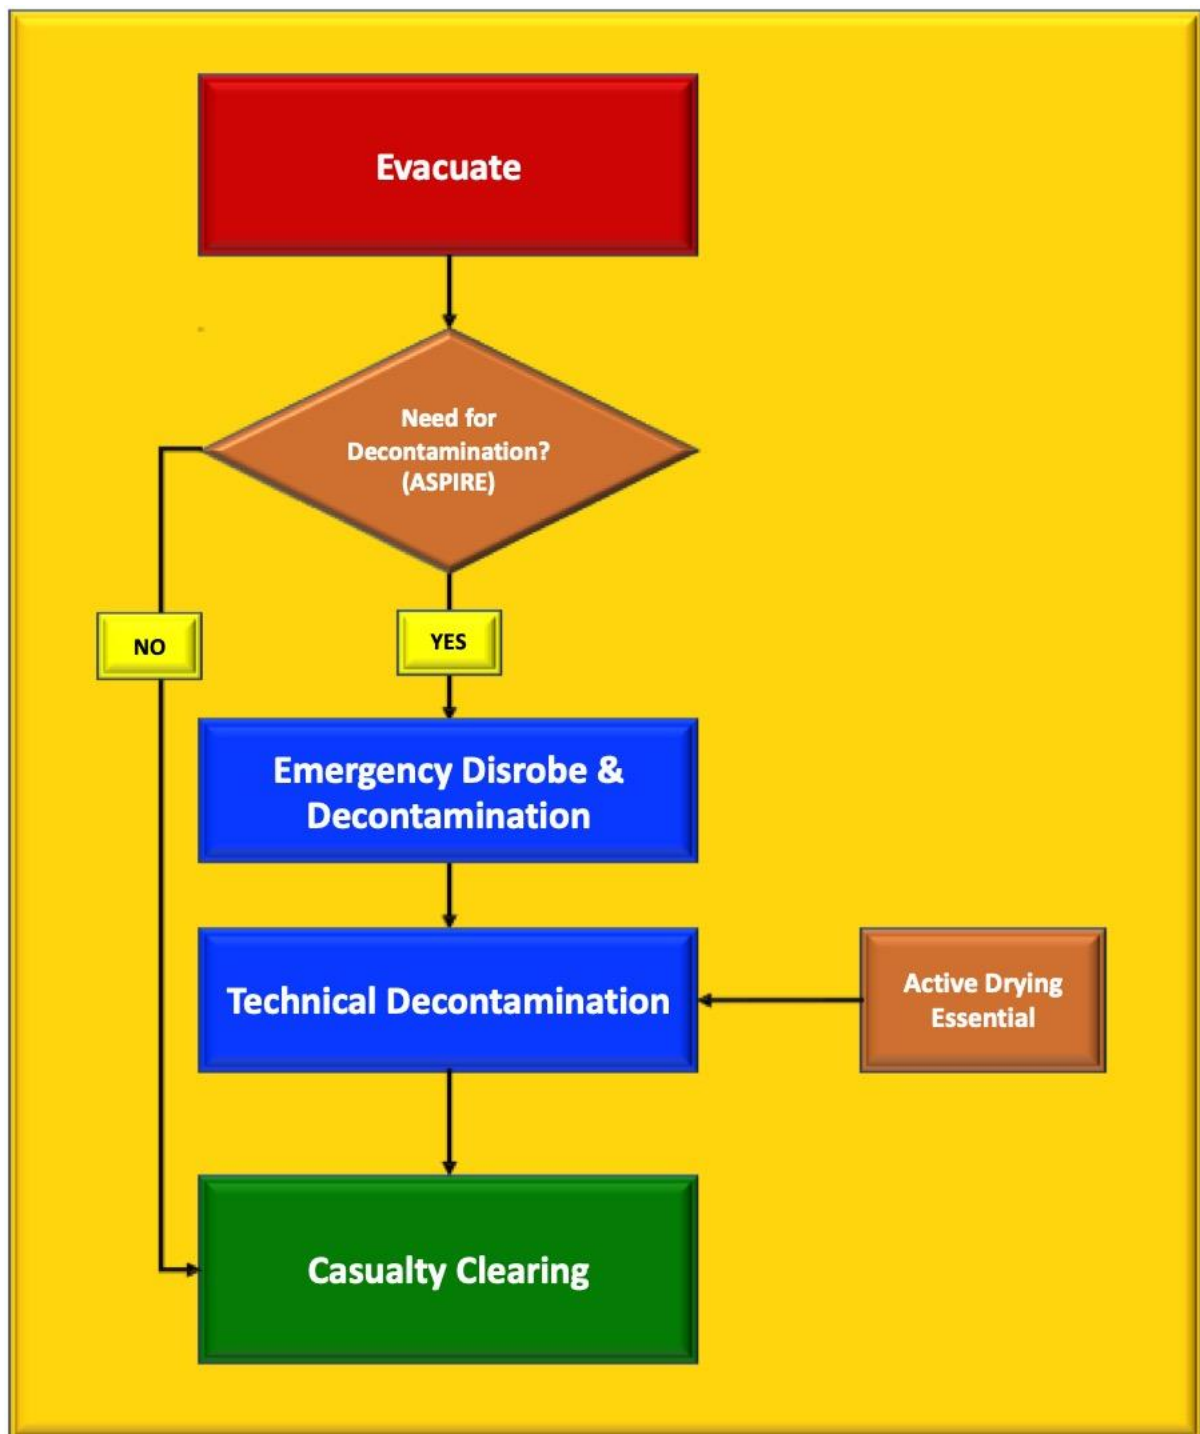 Evacuate
Need for
Decontamination?
(ASPIRE)
NO
YES
Emergency Disrobe &
Decontamination
Technical Decontamination
Active Drying
Essential
Casualty Clearing